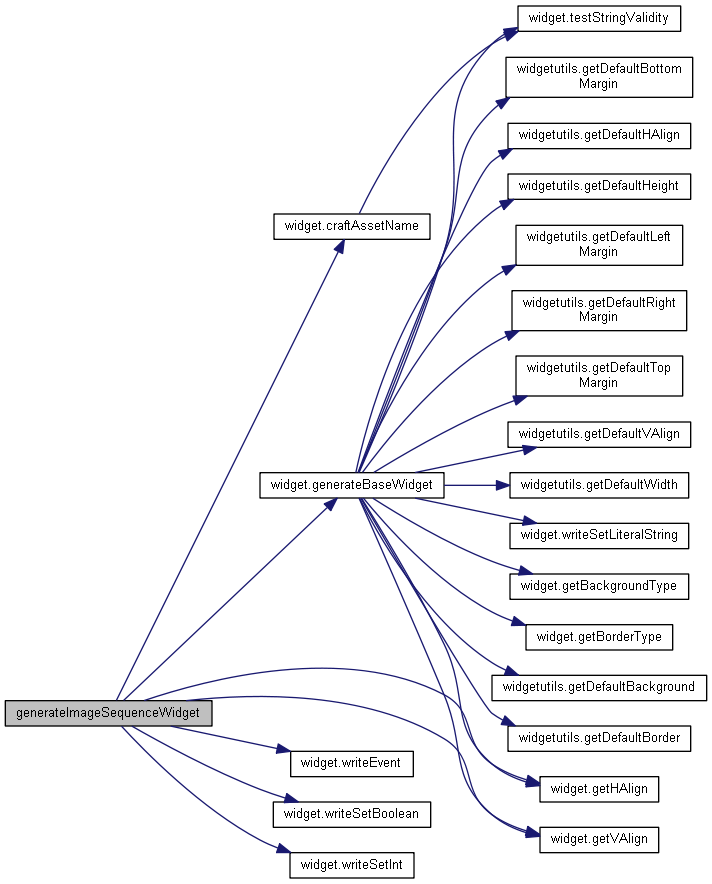 widget.testStringValidity
widgetutils.getDefaultBottom
Margin
widgetutils.getDefaultHAlign
widgetutils.getDefaultHeight
widget.craftAssetName
widgetutils.getDefaultLeft
Margin
widgetutils.getDefaultRight
Margin
widgetutils.getDefaultTop
Margin
widgetutils.getDefaultVAlign
widget.generateBaseWidget
widgetutils.getDefaultWidth
widget.writeSetLiteralString
widget.getBackgroundType
widget.getBorderType
widgetutils.getDefaultBackground
generateImageSequenceWidget
widgetutils.getDefaultBorder
widget.writeEvent
widget.getHAlign
widget.writeSetBoolean
widget.getVAlign
widget.writeSetInt